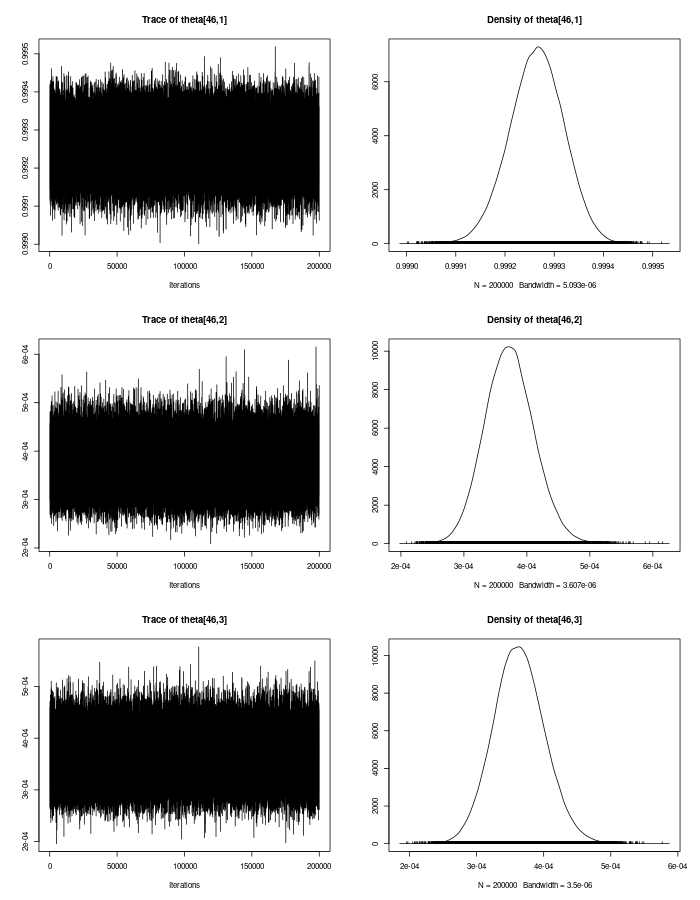 Trace of theta[46,1]
0.9990 0.9991 0.9992 0.9993 0.9994 0.9995
0 50000 100000 150000 200000
Iterations
Density of theta[46,1]
0 2000 4000 6000
0.9990 0.9991 0.9992 0.9993 0.9994 0.9995
N = 200000 Bandwidth = 5.093e-06
Trace of theta[46,2]
2e-04 3e-04 4e-04 5e-04 6e-04
0 50000 100000 150000 200000
Iterations
Density of theta[46,2]
0 2000 4000 6000 8000 10000
2e-04 3e-04 4e-04 5e-04 6e-04
N = 200000 Bandwidth = 3.607e-06
Trace of theta[46,3]
2e-04 3e-04 4e-04 5e-04
0 50000 100000 150000 200000
Iterations
Density of theta[46,3]
0 2000 4000 6000 8000 10000
2e-04 3e-04 4e-04 5e-04 6e-04
N = 200000 Bandwidth = 3.5e-06